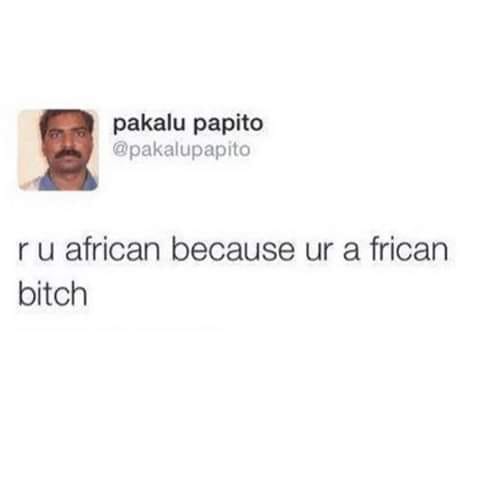 pakalu papito
@pakalupapito
r u african because ur a frican
bitch